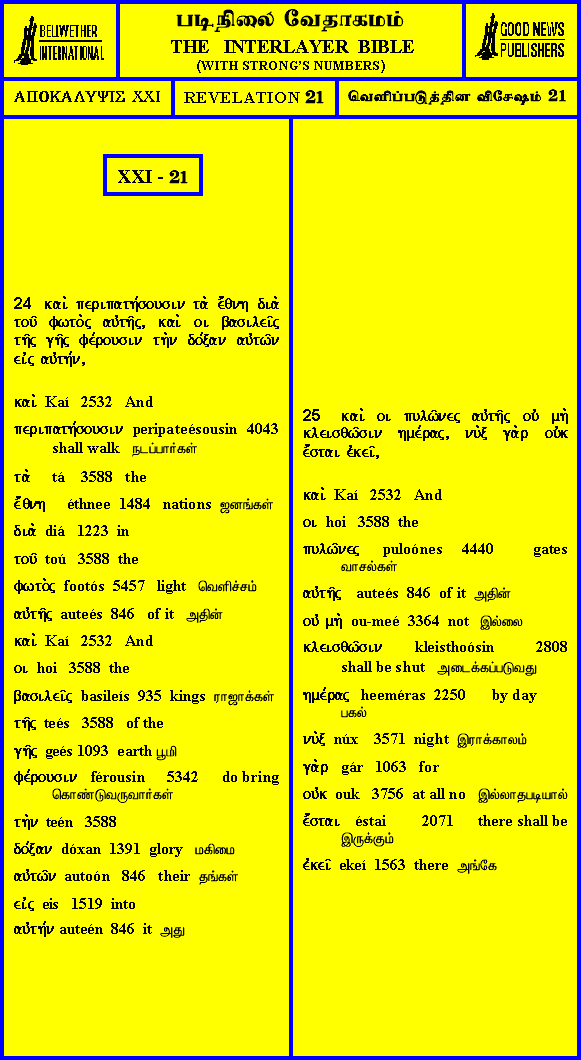 BELLWETHER INTERNATIONAL
படிநிலை வேதாகமம்
THE INTERLAYER BIBLE
(WITH STRONG'S NUMBERS)
GOOD NEWS PUBLISHERS
ΑΠΟΚΑΛΥΨΙΣ XXI
REVELATION 21
வெளிப்படுத்தின விசேஷம் 21
XXI - 21
24 καὶ περιπατήσουσιν τὰ ἔθνη διὰ
τοῦ φωτὸς αὐτῆς, καὶ οι βασιλεῖς
τῆς γῆς φέρουσιν τὴν δόξαν αὐτῶν
εἰς αὐτήν,
καὶ Kaí 2532 And
περιπατήσουσιν peripateésousin 4043
shall walk நடப்பார்கள்
τὰ tá 3588 the
ἔθνη éthnee 1484 nations ஜனங்கள்
διὰ diá 1223 in
τοῦ toú 3588 the
φωτὸς footós 5457 light வெளிச்சம்
αὐτῆς auteés 846 of it அதின்
καὶ Kaí 2532 And
οι hoi 3588 the
βασιλεῖς basileís 935 kings ராஜாக்கள்
τῆς teés 3588 of the
γῆς geés 1093 earth பூமி
φέρουσιν férousin 5342 do bring
கொண்டுவருவார்கள்
τὴν teén 3588
δόξαν dóxan 1391 glory மகிமை
αὐτῶν autoón 846 their தங்கள்
εἰς eis 1519 into
αὐτήν auteén 846 it அது
25 καὶ οι πυλῶνες αὐτῆς οὐ μὴ
κλεισθῶσιν ημέρας, νὺξ γὰρ οὐκ
ἔσται ἐκεῖ,
καὶ Kaí 2532 And
οι hoi 3588 the
πυλῶνες puloónes 4440 gates
வாசல்கள்
αὐτῆς auteés 846 of it அதின்
οὐ μὴ ou-meé 3364 not இல்லை
κλεισθῶσιν kleisthoósin 2808
shall be shut அடைக்கப்படுவது
ημέρας heeméras 2250 by day
பகல்
νὺξ núx 3571 night இராக்காலம்
γὰρ gár 1063 for
οὐκ ouk 3756 at all no இல்லாதபடியால்
ἔσται éstai 2071 there shall be
இருக்கும்
ἐκεῖ ekeí 1563 there அங்கே